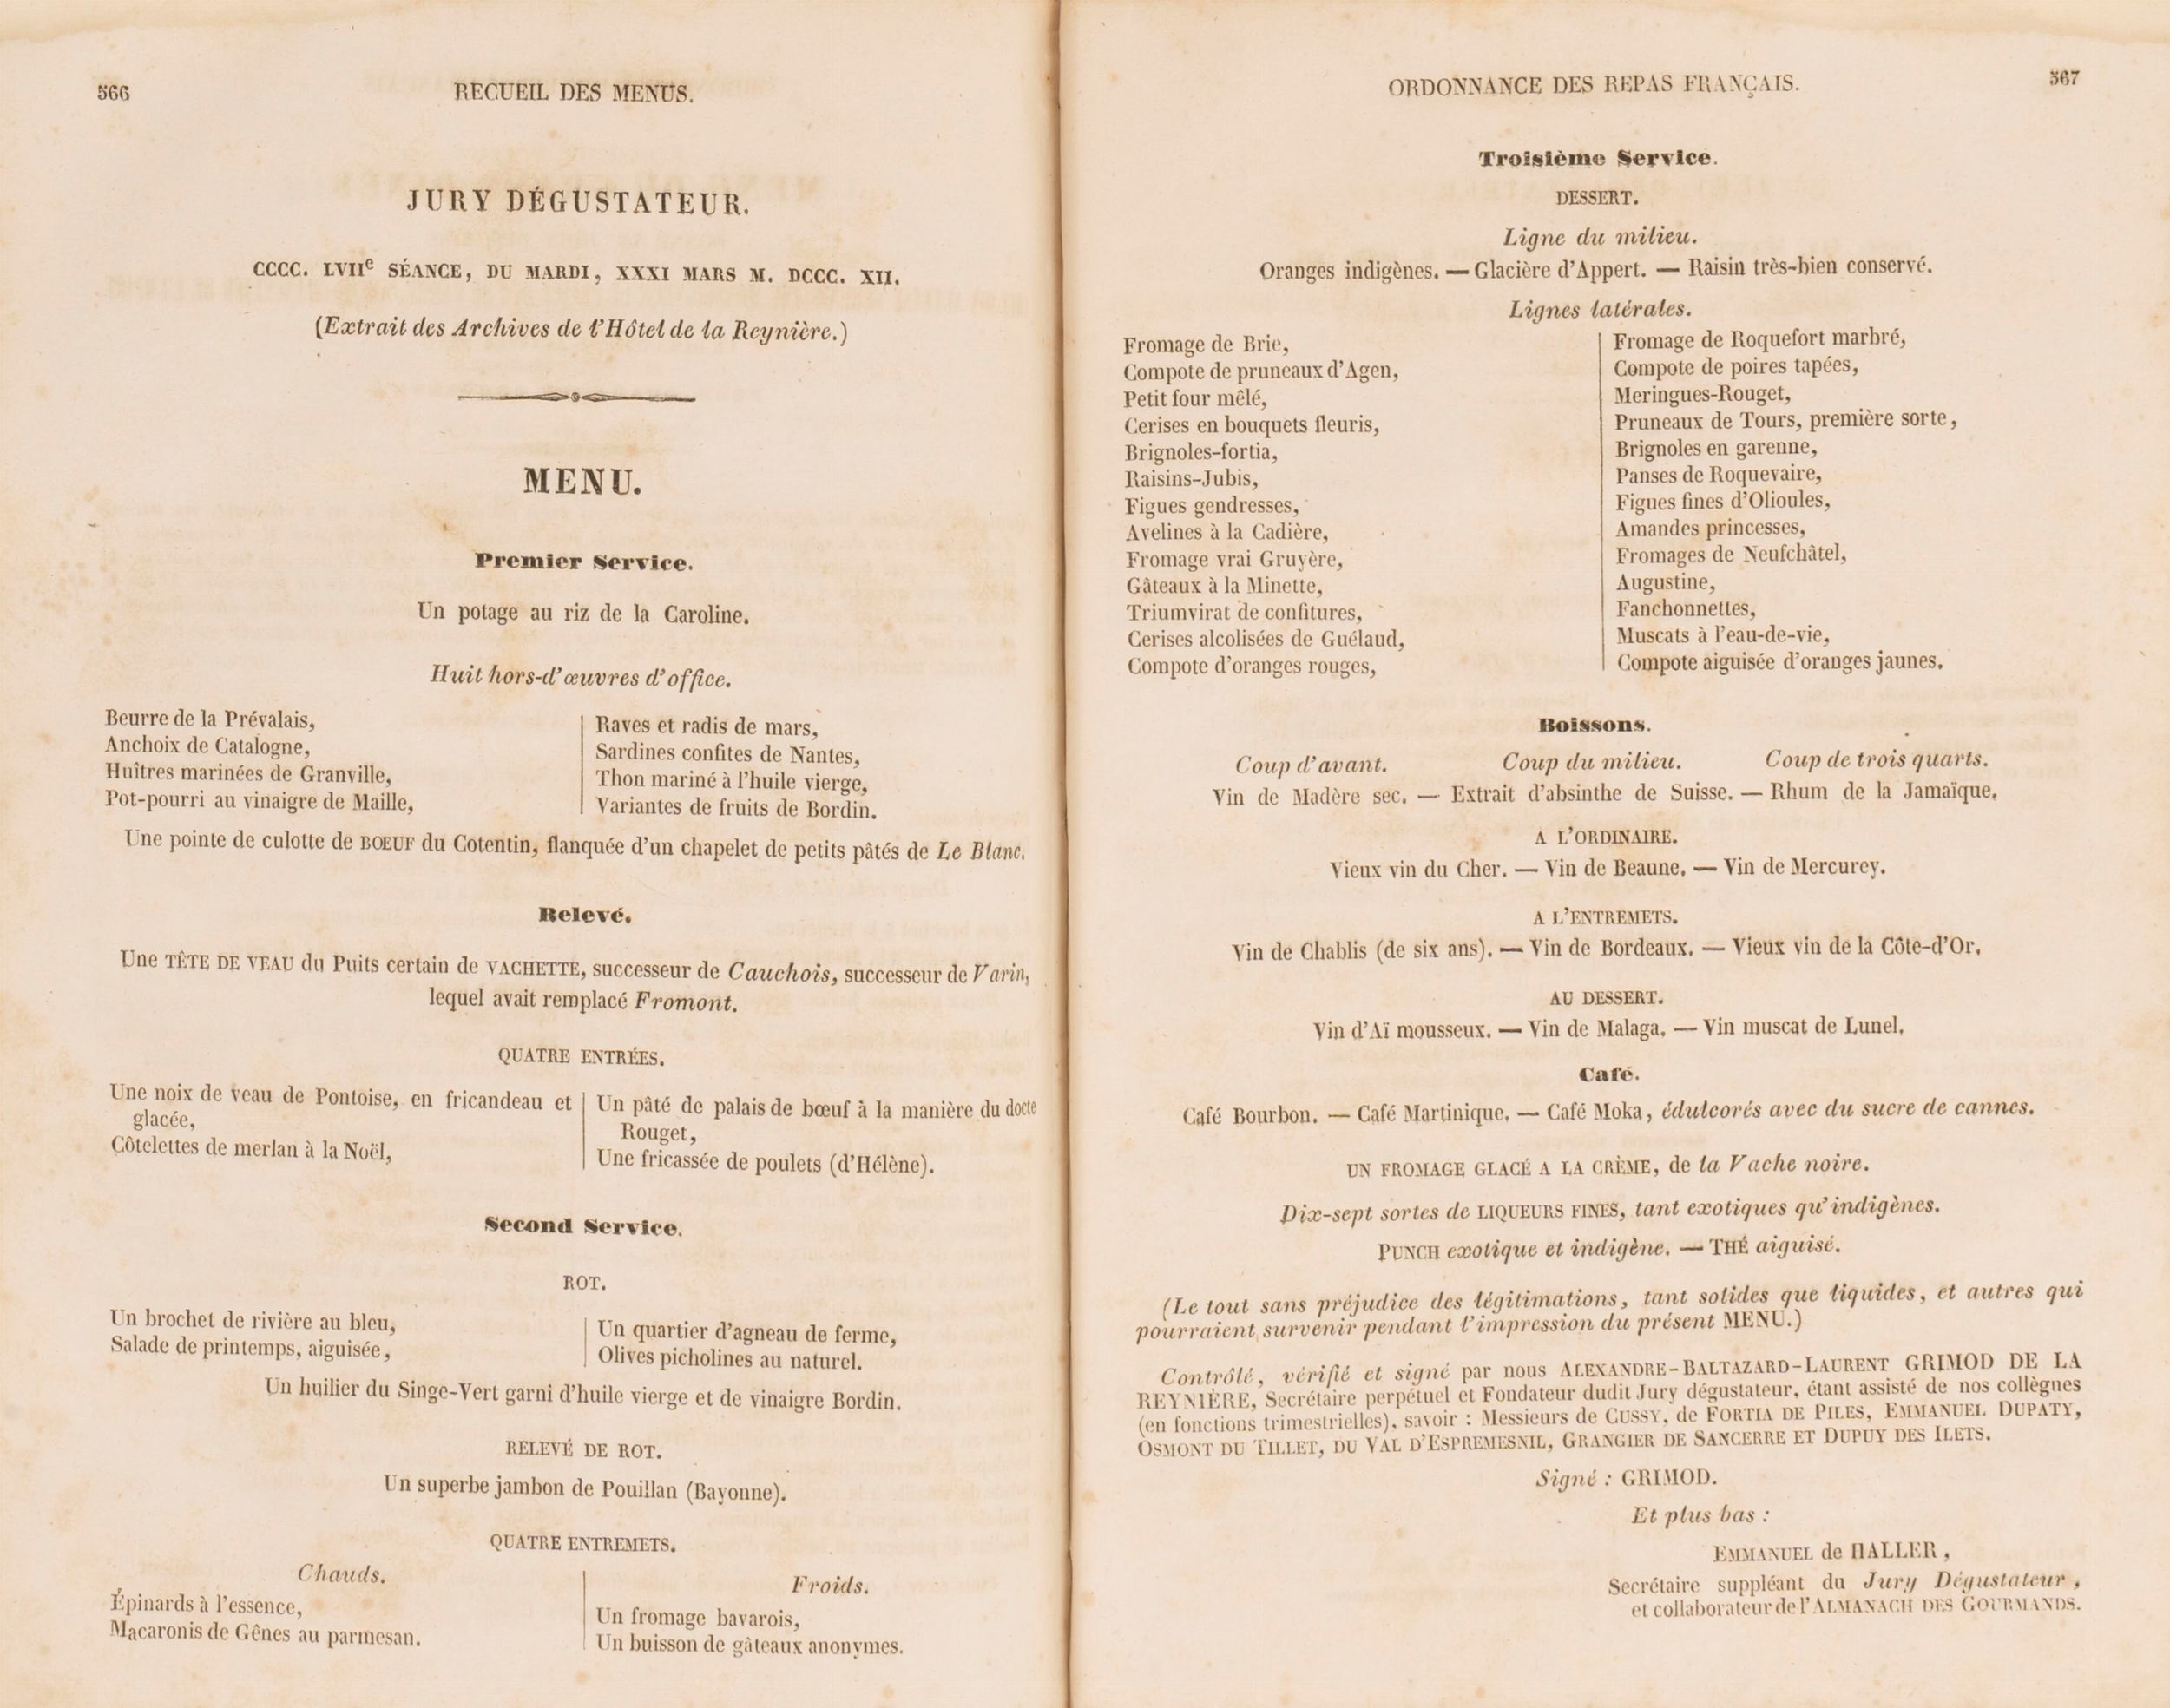 566
RECUEIL DES MENUS.
JURY DÉGUSTATEUR.
CCCC. LVIIe SÉANCE, DU MARDI, XXXI MARS M. DCCC. XII.
(Extrait des Archives de l'Hôtel de la Reynière.)
MENU.
Premier Service.
Un potage au riz de la Caroline.
Huit hors-d'œuvres d'office.
Beurre de la Prévalais,
Anchoix de Catalogne,
Huîtres marinées de Granville,
Pot-pourri au vinaigre de Maille,
Raves et radis de mars,
Sardines confites de Nantes,
Thon mariné à l'huile vierge,
Variantes de fruits de Bordin.
Une pointe de culotte de BOEUF du Cotentin, flanquée d'un chapelet de petits pâtés de Le Blanc.
Relevé.
Une TÊTE DE VEAU du Puits certain de VACHETTE, successeur de Cauchois, successeur de Varin,
lequel avait remplacé Fromont.
QUATRE ENTRÉES.
Une noix de veau de Pontoise, en fricandeau et
glacée,
Côtelettes de merlan à la Noël,
Un pâté de palais de bœuf à la manière du docte
Rouget,
Une fricassée de poulets (d'Hélène).
Second Service.
ROT.
Un brochet de rivière au bleu,
Salade de printemps, aiguisée,
Un quartier d'agneau de ferme,
Olives picholines au naturel.
Un huilier du Singe-Vert garni d'huile vierge et de vinaigre Bordin.
RELEVÉ DE ROT.
Un superbe jambon de Pouillan (Bayonne).
QUATRE ENTREMETS.
Chauds.
Épinards à l'essence,
Macaronis de Gênes au parmesan.
Froids.
Un fromage bavarois,
Un buisson de gâteaux anonymes.
ORDONNANCE DES REPAS FRANÇAIS.
567
Troisième Service.
DESSERT.
Ligne du milieu.
Oranges indigènes. — Glacière d'Appert. — Raisin très-bien conservé.
Lignes latérales.
Fromage de Brie,
Compote de pruneaux d'Agen,
Petit four mêlé,
Cerises en bouquets fleuris,
Brignoles-fortia,
Raisins-Jubis,
Figues gendresses,
Avelines à la Cadière,
Fromage vrai Gruyère,
Gâteaux à la Minette,
Triumvirat de confitures,
Cerises alcolisées de Guélaud,
Compote d'oranges rouges,
Fromage de Roquefort marbré,
Compote de poires tapées,
Meringues-Rouget,
Pruneaux de Tours, première sorte,
Brignoles en garenne,
Panses de Roquevaire,
Figues fines d'Olioules,
Amandes princesses,
Fromages de Neufchâtel,
Augustine,
Fanchonnettes,
Muscats à l'eau-de-vie,
Compote aiguisée d'oranges jaunes.
Boissons.
Coup d'avant. Coup du milieu. Coup de trois quarts.
Vin de Madère sec. — Extrait d'absinthe de Suisse. — Rhum de la Jamaïque.
A L'ORDINAIRE.
Vieux vin du Cher. — Vin de Beaune. — Vin de Mercurey.
A L'ENTREMETS.
Vin de Chablis (de six ans). — Vin de Bordeaux. — Vieux vin de la Côte-d'Or.
AU DESSERT.
Vin d'Aï mousseux. — Vin de Malaga. — Vin muscat de Lunel.
Café.
Café Bourbon. — Café Martinique. — Café Moka, édulcorés avec du sucre de cannes.
UN FROMAGE GLACÉ A LA CRÈME, de la Vache noire.
Dix-sept sortes de LIQUEURS FINES, tant exotiques qu'indigènes.
PUNCH exotique et indigène. — THÉ aiguisé.
(Le tout sans préjudice des légitimations, tant solides que liquides, et autres qui
pourraient survenir pendant l'impression du présent MENU.)
Contrôlé, vérifié et signé par nous ALEXANDRE-BALTAZARD-LAURENT GRIMOD DE LA
REYNIÈRE, Secrétaire perpétuel et Fondateur dudit Jury dégustateur, étant assisté de nos collègues
(en fonctions trimestrielles), savoir : Messieurs de CUSSY, de FORTIA DE PILES, EMMANUEL DUPATY,
OSMONT DU TILLET, DU VAL D'ESPREMESNIL, GRANGIER DE SANCERRE ET DUPUY DES ILETS.
Signé : GRIMOD.
Et plus bas :
EMMANUEL de HALLER,
Secrétaire suppléant du Jury Dégustateur,
et collaborateur de l'ALMANACH DES GOURMANDS.